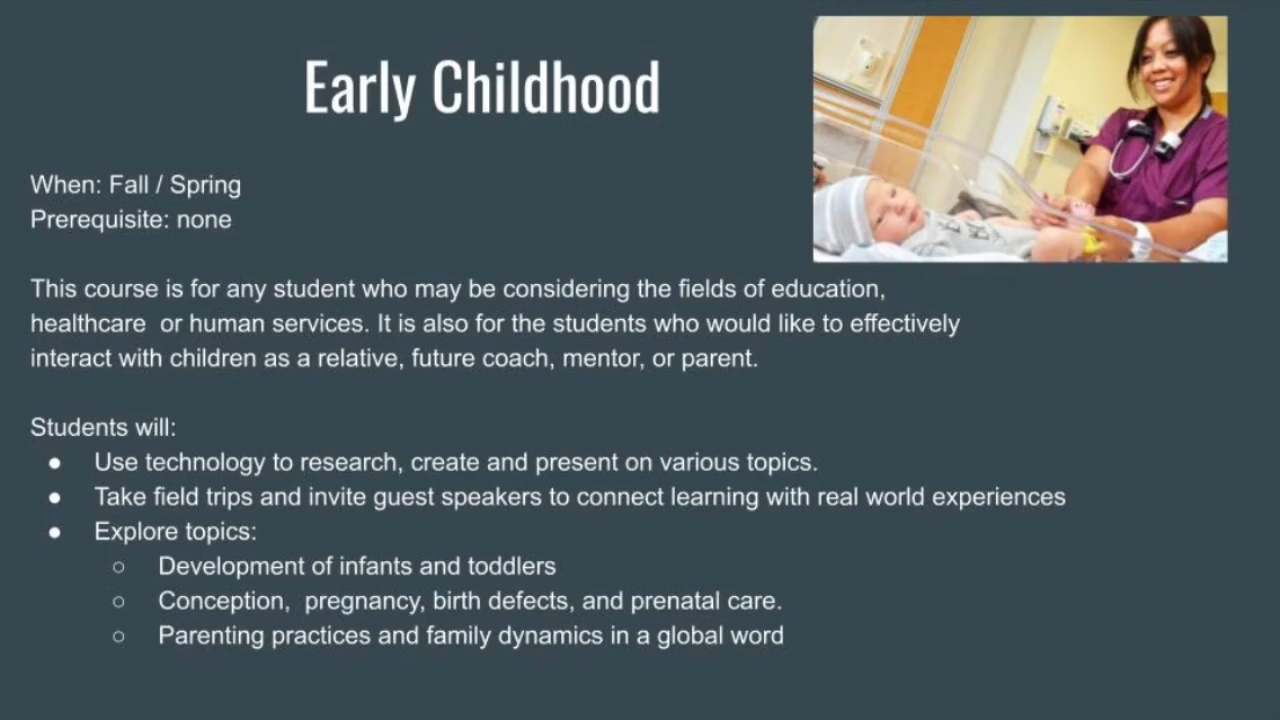 Early Childhood
When: Fall / Spring
Prerequisite: none
This course is for any student who may be considering the fields of education,
healthcare  or human services. It is also for the students who would like to effectively
interact with children as a relative, future coach, mentor, or parent.
Students will:
● Use technology to research, create and present on various topics.
● Take field trips and invite guest speakers to connect learning with real world experiences
● Explore topics:
○ Development of infants and toddlers
○ Conception,  pregnancy, birth defects, and prenatal care.
○ Parenting practices and family dynamics in a global word